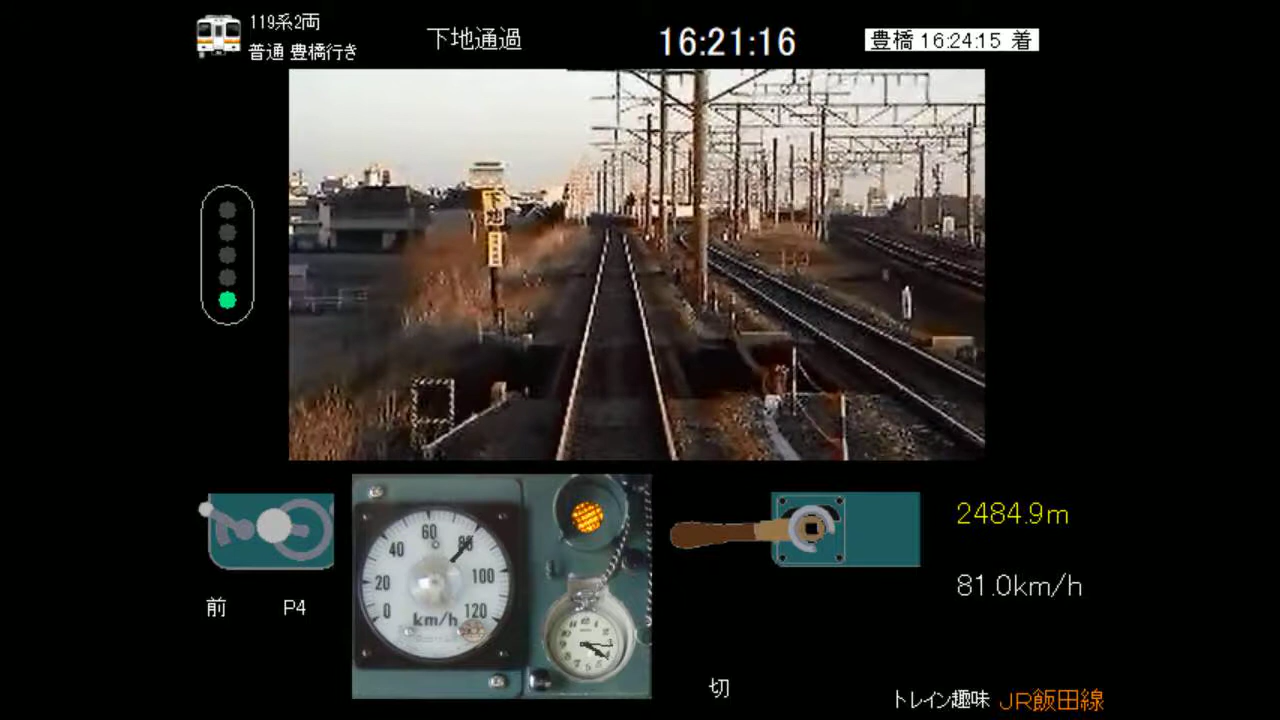 119系2両
普通 豊橋行き
下地通過
16:21:16
豊橋 16:24:15 着
下地
60
40
80
20
100
0
120
km/h
前
P4
切
2484.9m
81.0km/h
トレイン趣味 JR飯田線